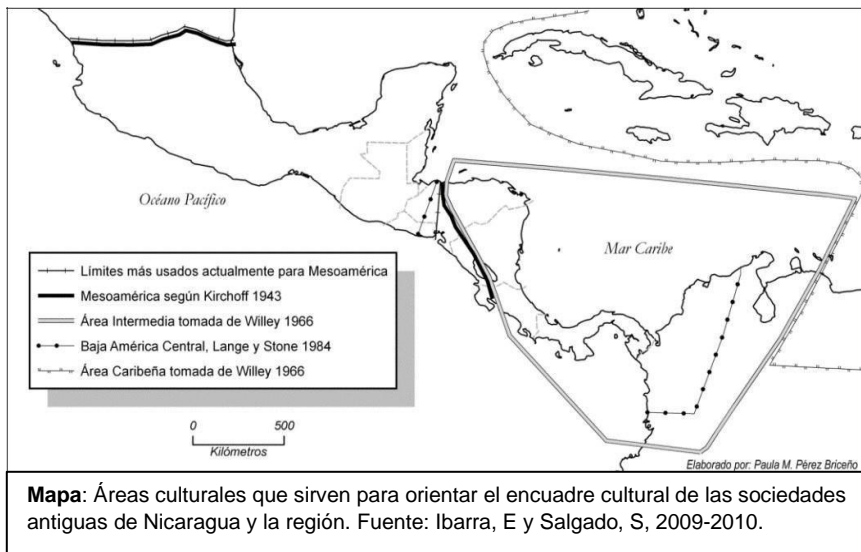 Océano Pacífico
Mar Caribe
Límites más usados actualmente para Mesoamérica
Mesoamérica según Kirchoff 1943
Área Intermedia tomada de Willey 1966
Baja América Central, Lange y Stone 1984
Área Caribeña tomada de Willey 1966
0 500
Kilómetros
Elaborado por: Paula M. Pérez Briceño
Mapa: Áreas culturales que sirven para orientar el encuadre cultural de las sociedades
antiguas de Nicaragua y la región. Fuente: Ibarra, E y Salgado, S, 2009-2010.